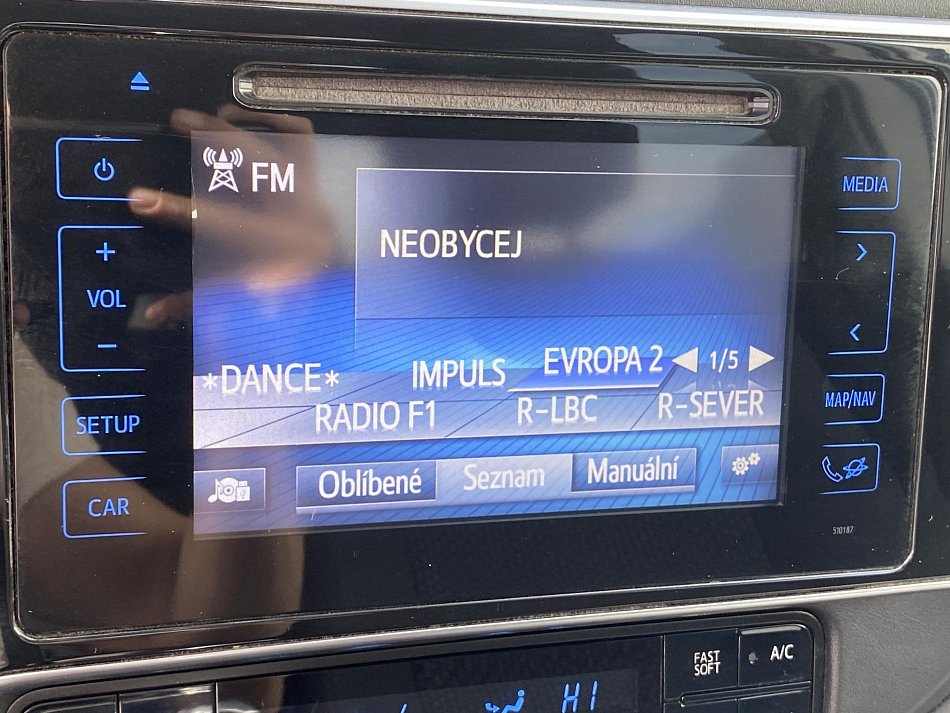 FM
MEDIA
NEOBYCEJ
+
VOL
−
*DANCE* IMPULS EVROPA 2 1/5
RADIO F1 R-LBC R-SEVER
MAP/NAV
SETUP
Oblíbené Seznam Manuální
CAR
510187
FAST SOFT A/C
HI